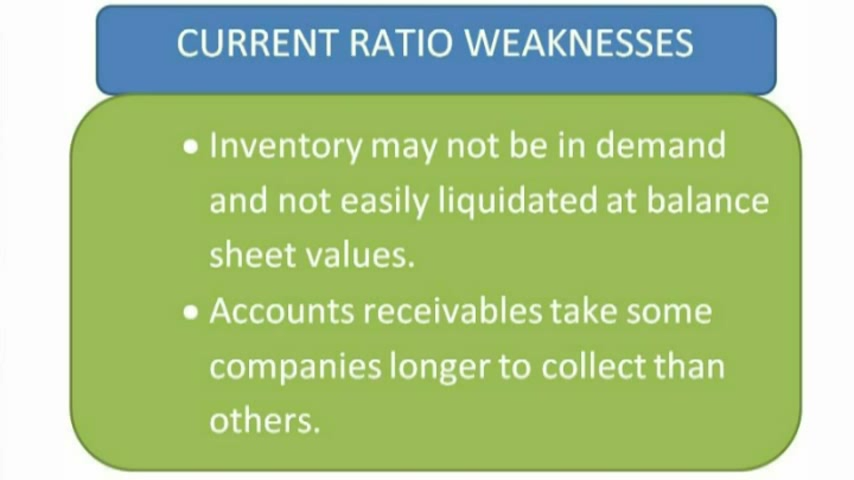 CURRENT RATIO WEAKNESSES
• Inventory may not be in demand
and not easily liquidated at balance
sheet values.
• Accounts receivables take some
companies longer to collect than
others.